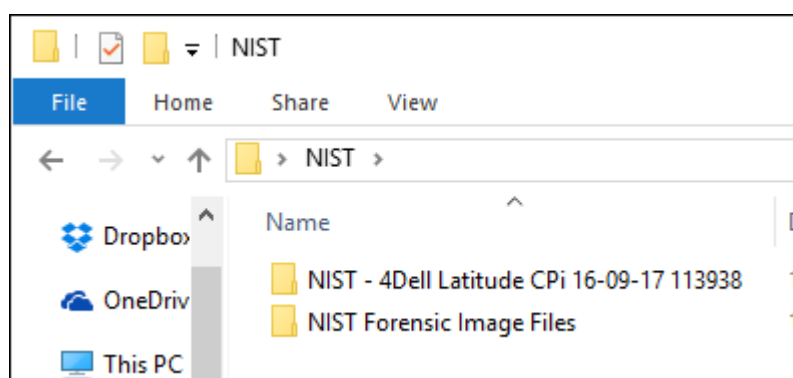 NIST
File Home Share View
NIST
Name
Dropbox
NIST - 4Dell Latitude CPi 16-09-17 113938
OneDriv
NIST Forensic Image Files
This PC